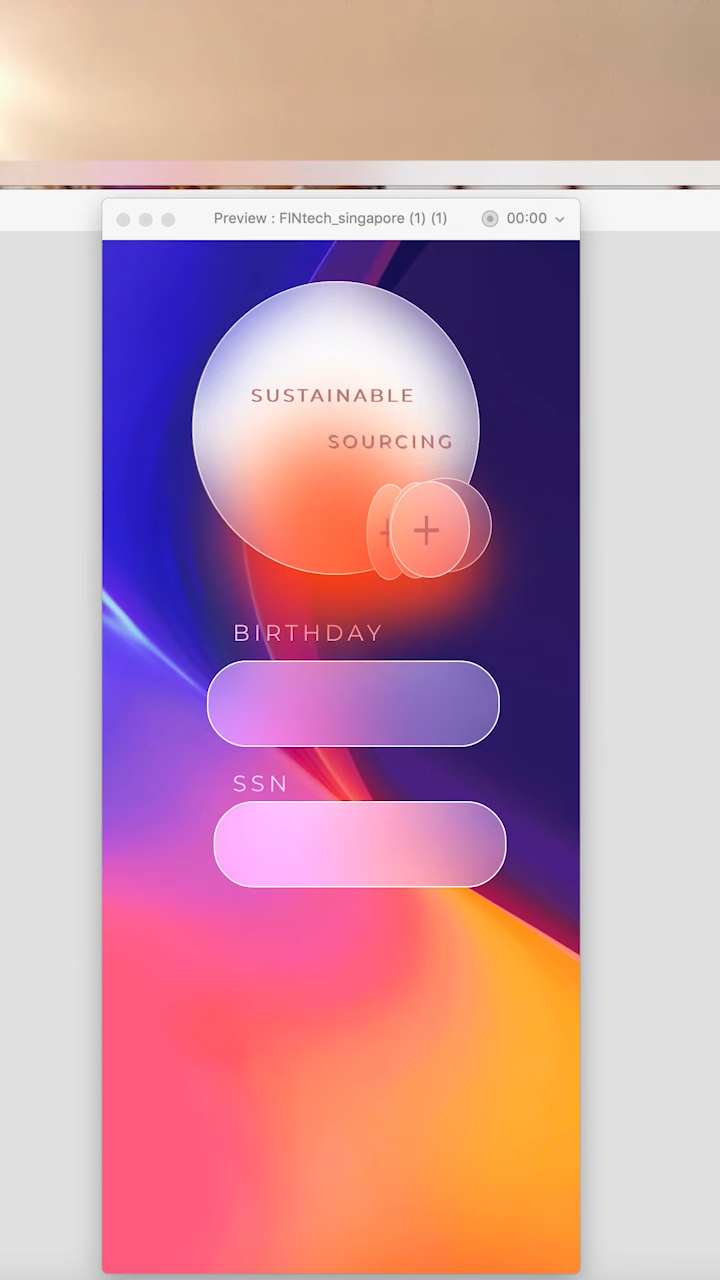 Preview : FINtech_singapore (1) (1)
00:00
SUSTAINABLE
SOURCING
+
+
BIRTHDAY
SSN